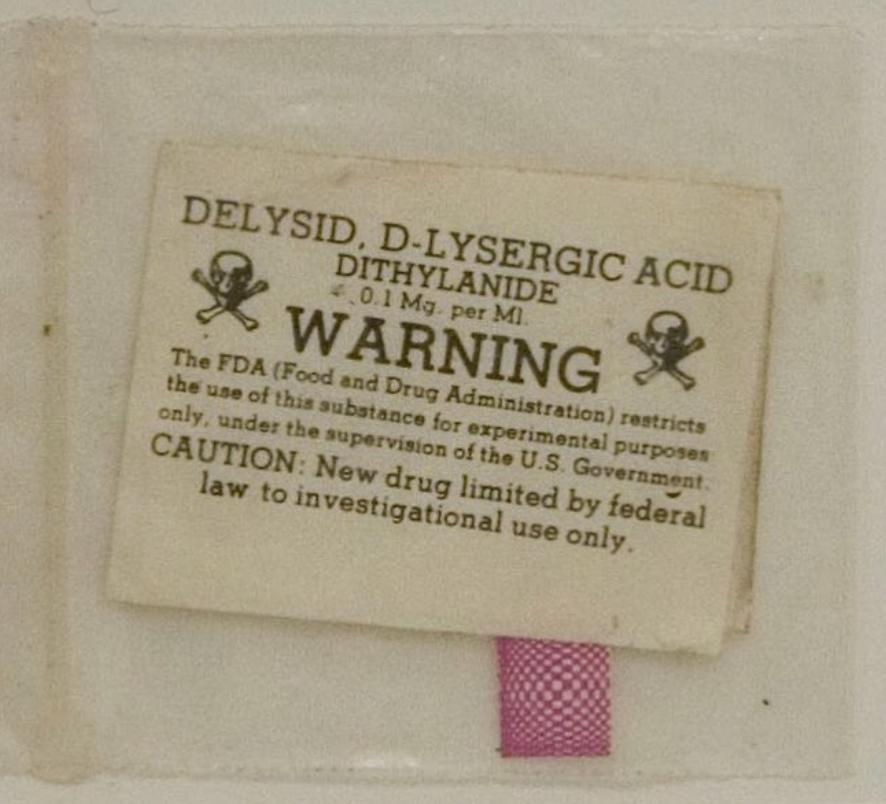 DELYSID, D-LYSERGIC ACID
DITHYLANIDE
0.1 Mg. per Ml.
WARNING
The FDA (Food and Drug Administration) restricts
the use of this substance for experimental purposes
only, under the supervision of the U.S. Government.
CAUTION: New drug limited by federal
law to investigational use only.